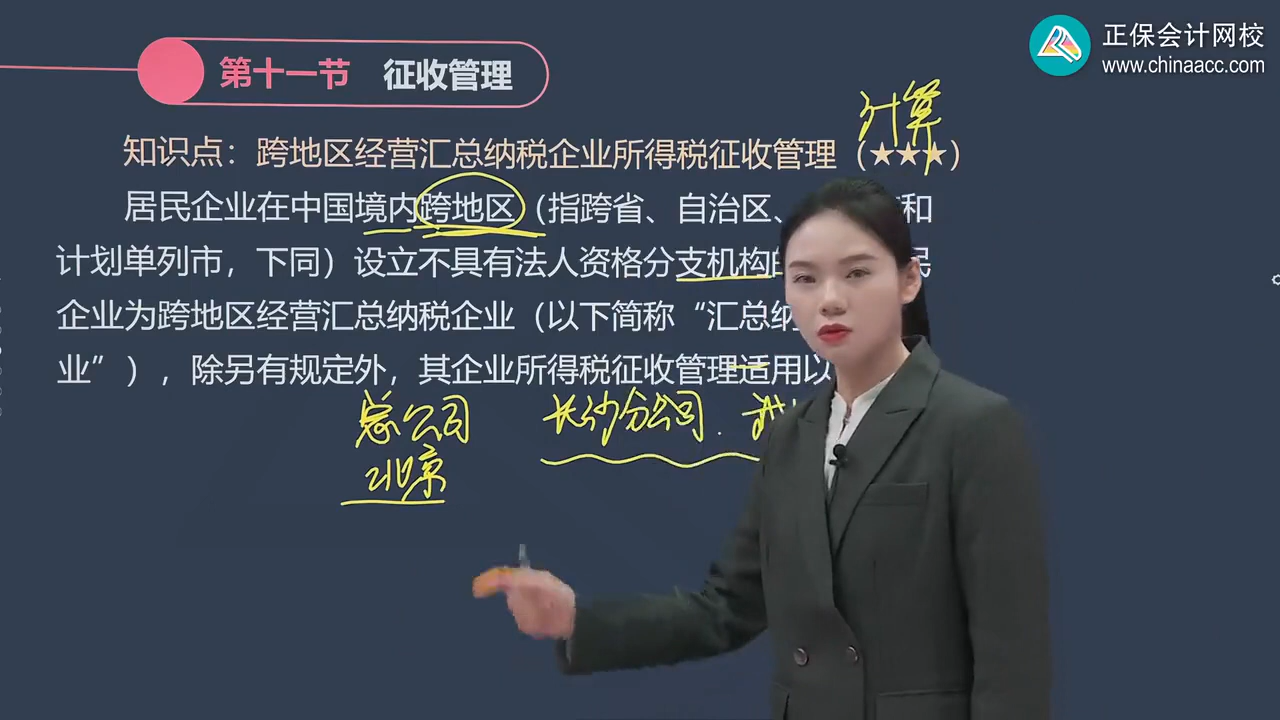 正保会计网校
www.chinaacc.com
第十一节 征收管理
计算
知识点：跨地区经营汇总纳税企业所得税征收管理（★★★）
居民企业在中国境内跨地区（指跨省、自治区、和
计划单列市，下同）设立不具有法人资格分支机构
企业为跨地区经营汇总纳税企业（以下简称“汇总纳
业”），除另有规定外，其企业所得税征收管理适用以
总公司 长沙分公司.
北京